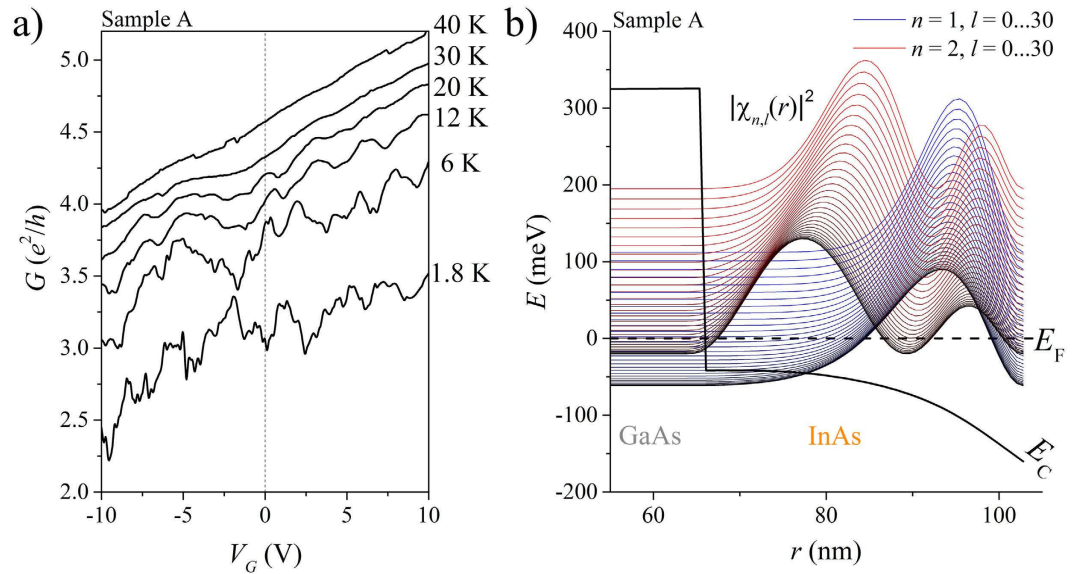 a)
Sample A
40 K
30 K
20 K
12 K
6 K
1.8 K
5.0
4.5
4.0
3.5
3.0
2.5
2.0
G (e²/h)
-10 -5 0 5 10
V_G (V)
b)
Sample A
n = 1, l = 0...30
n = 2, l = 0...30
|χₙ,ₗ(r)|²
400
300
200
100
0
-100
-200
E (meV)
E_F
GaAs
InAs
E_C
60 80 100
r (nm)